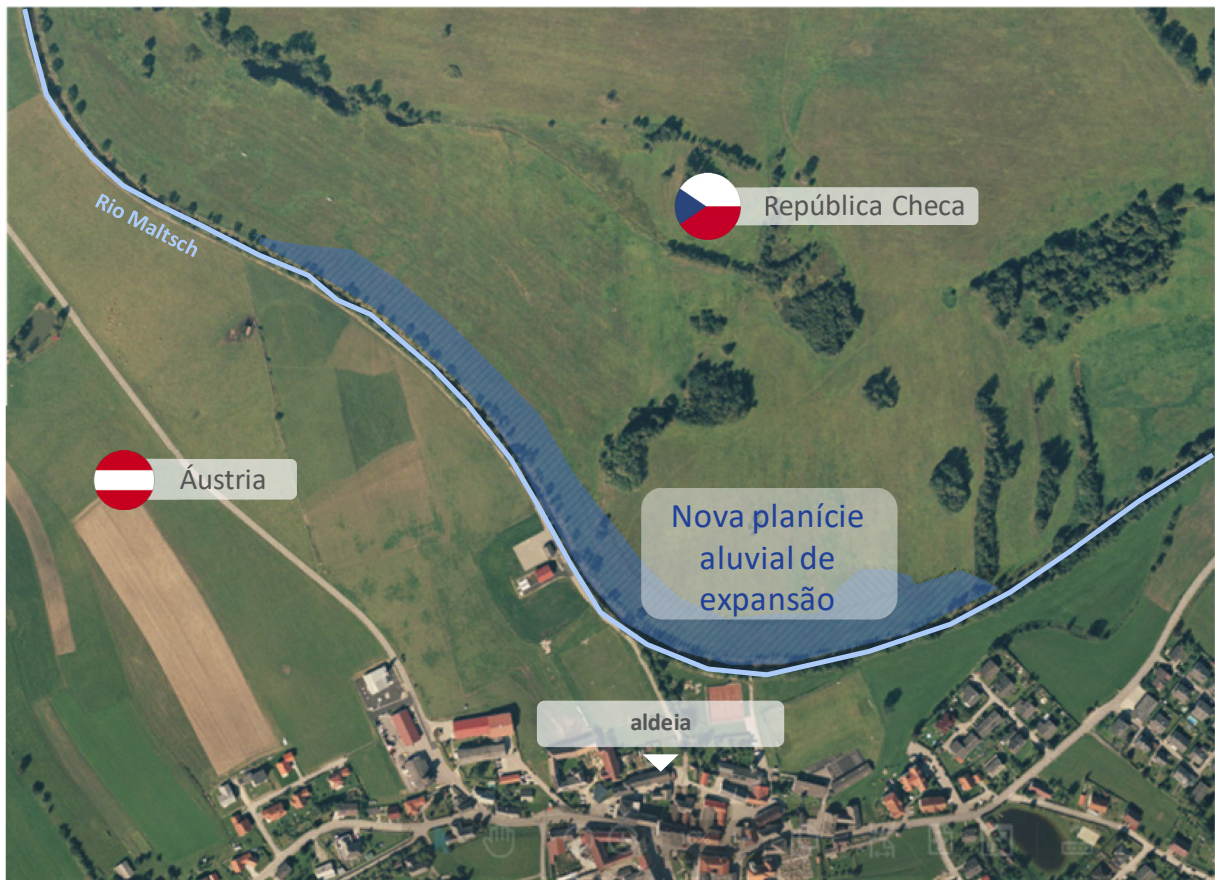 República Checa
Rio Maltsch
Áustria
Nova planície
aluvial de
expansão
aldeia